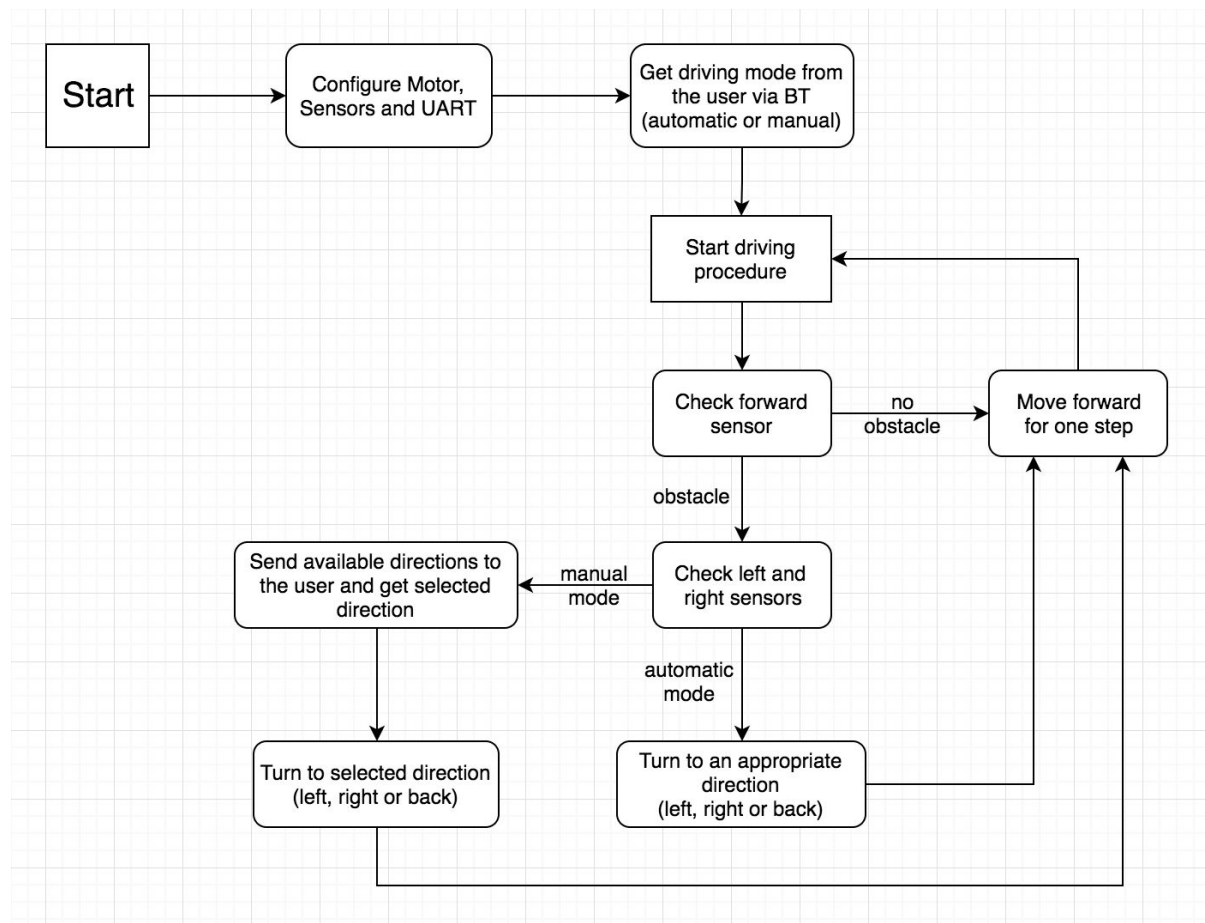 Start
Configure Motor,
Sensors and UART
Get driving mode from
the user via BT
(automatic or manual)
Start driving
procedure
Check forward
sensor
no
obstacle
Move forward
for one step
obstacle
Send available directions to
the user and get selected
direction
manual
mode
Check left and
right sensors
automatic
mode
Turn to selected direction
(left, right or back)
Turn to an appropriate
direction
(left, right or back)